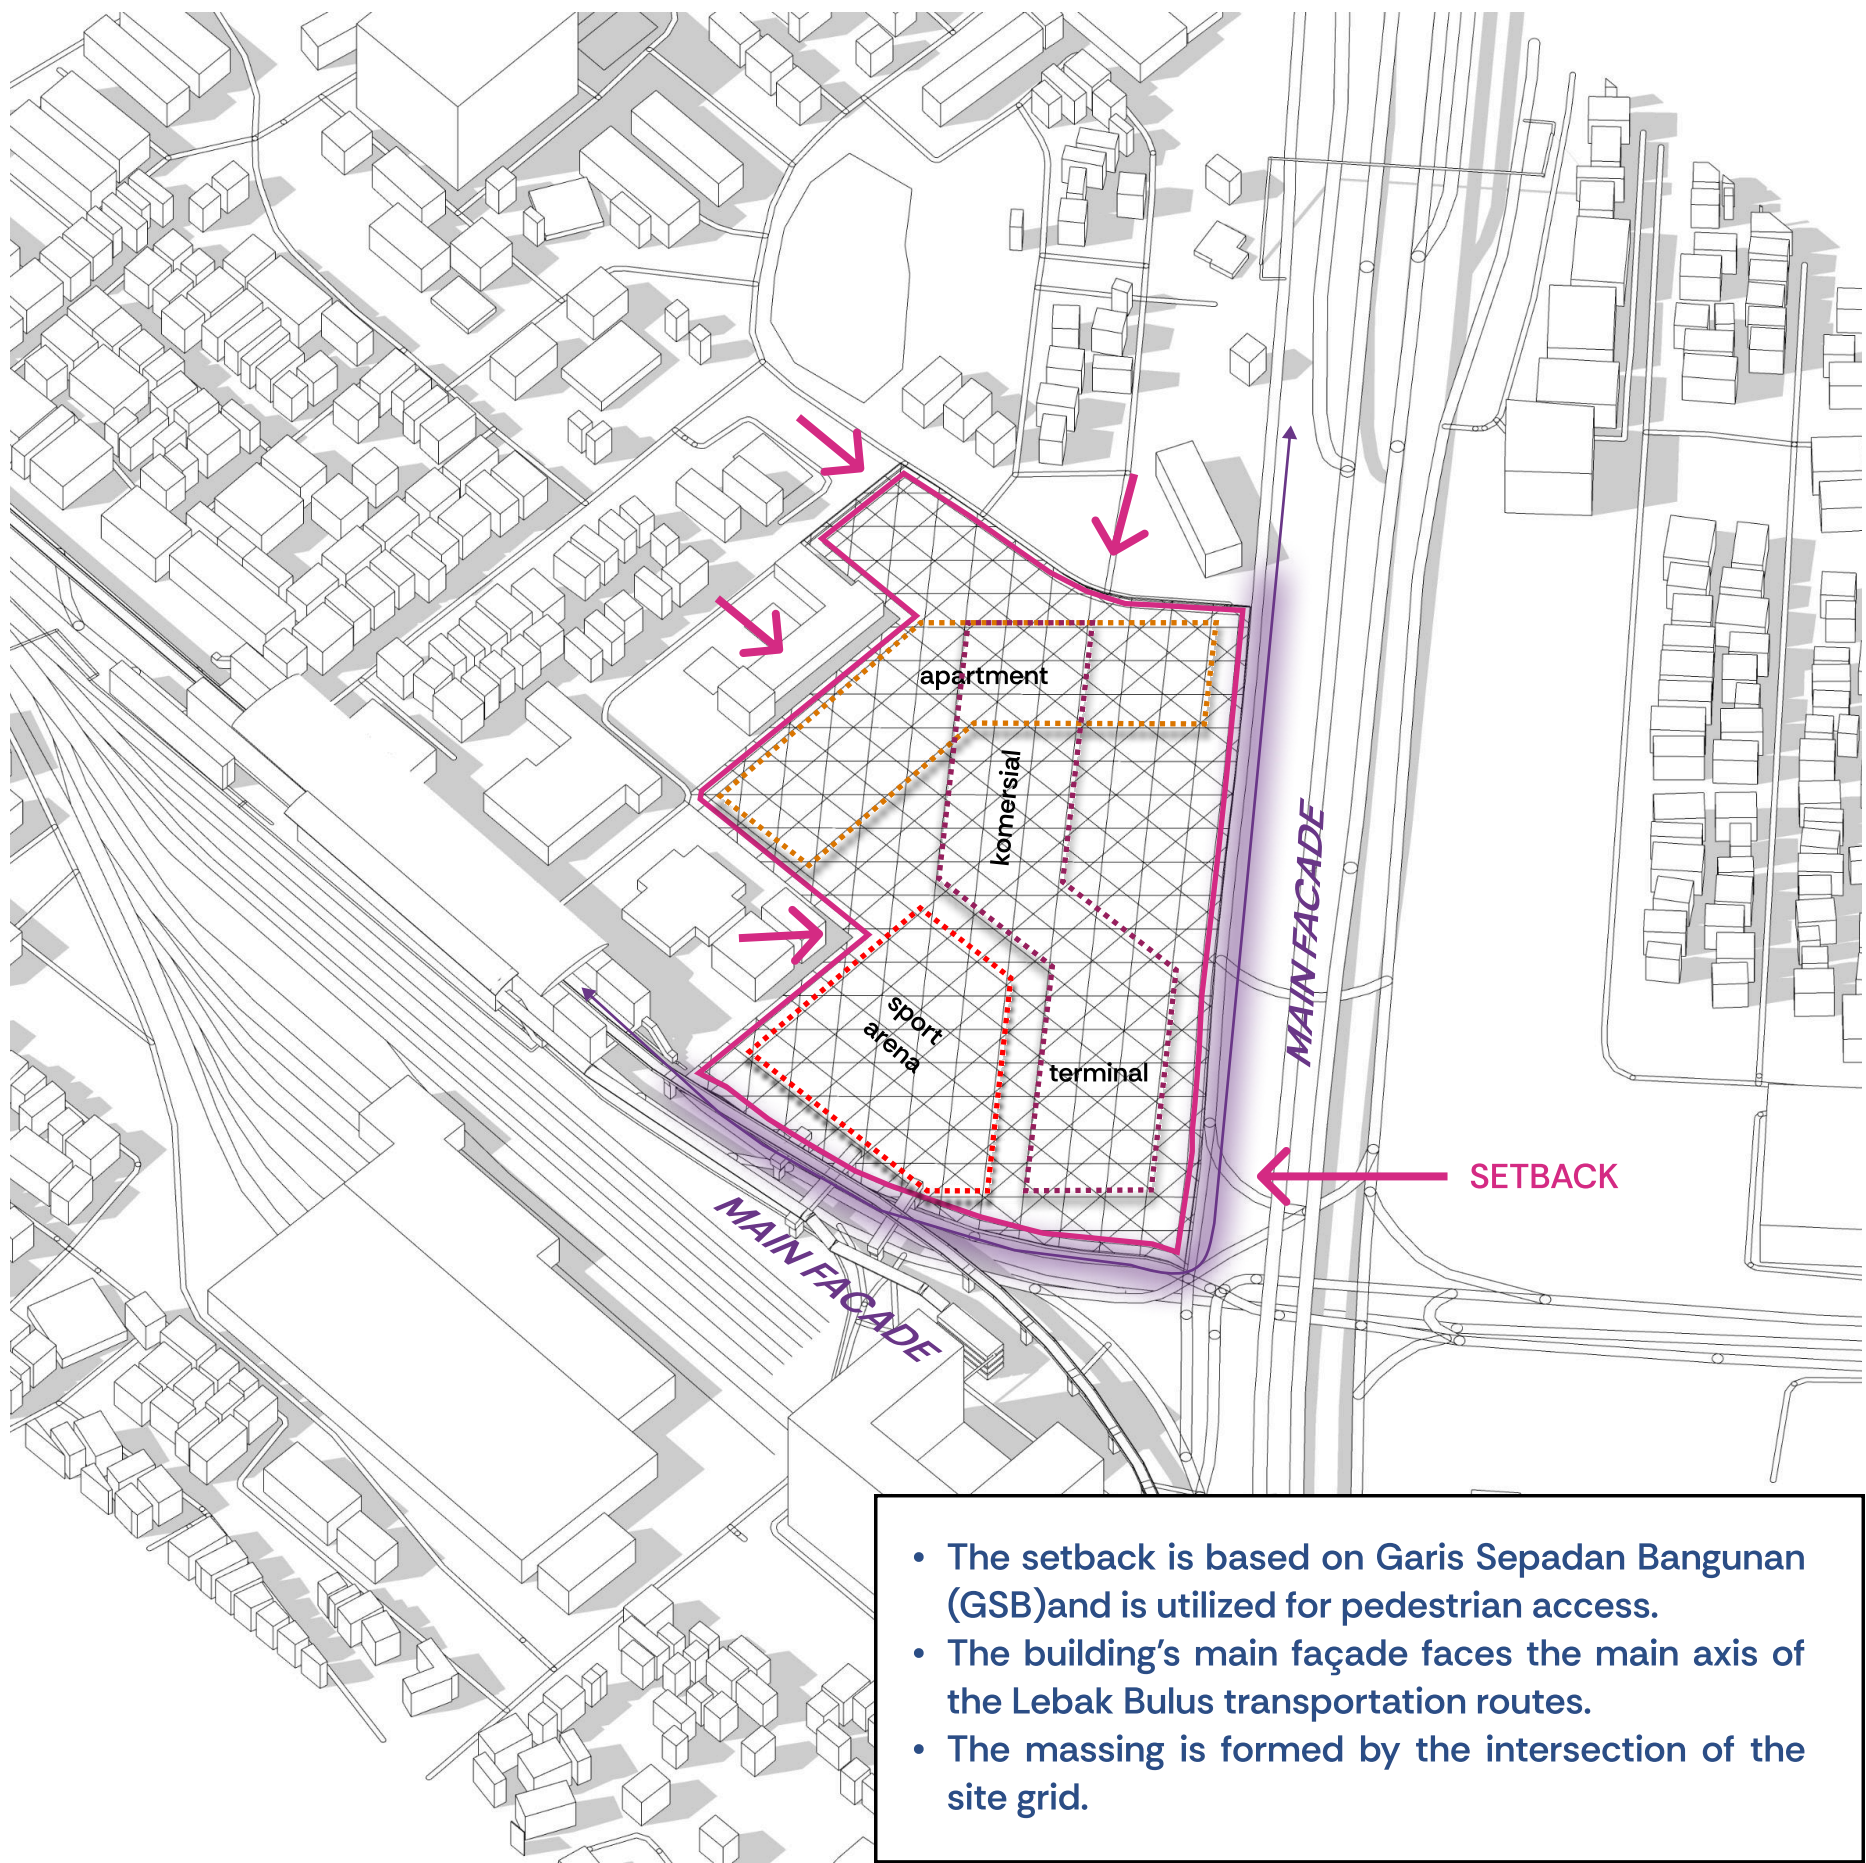 apartment
komersial
MAIN FACADE
sport
arena
terminal
SETBACK
MAIN FACADE
• The setback is based on Garis Sepadan Bangunan
(GSB)and is utilized for pedestrian access.
• The building's main façade faces the main axis of
the Lebak Bulus transportation routes.
• The massing is formed by the intersection of the
site grid.